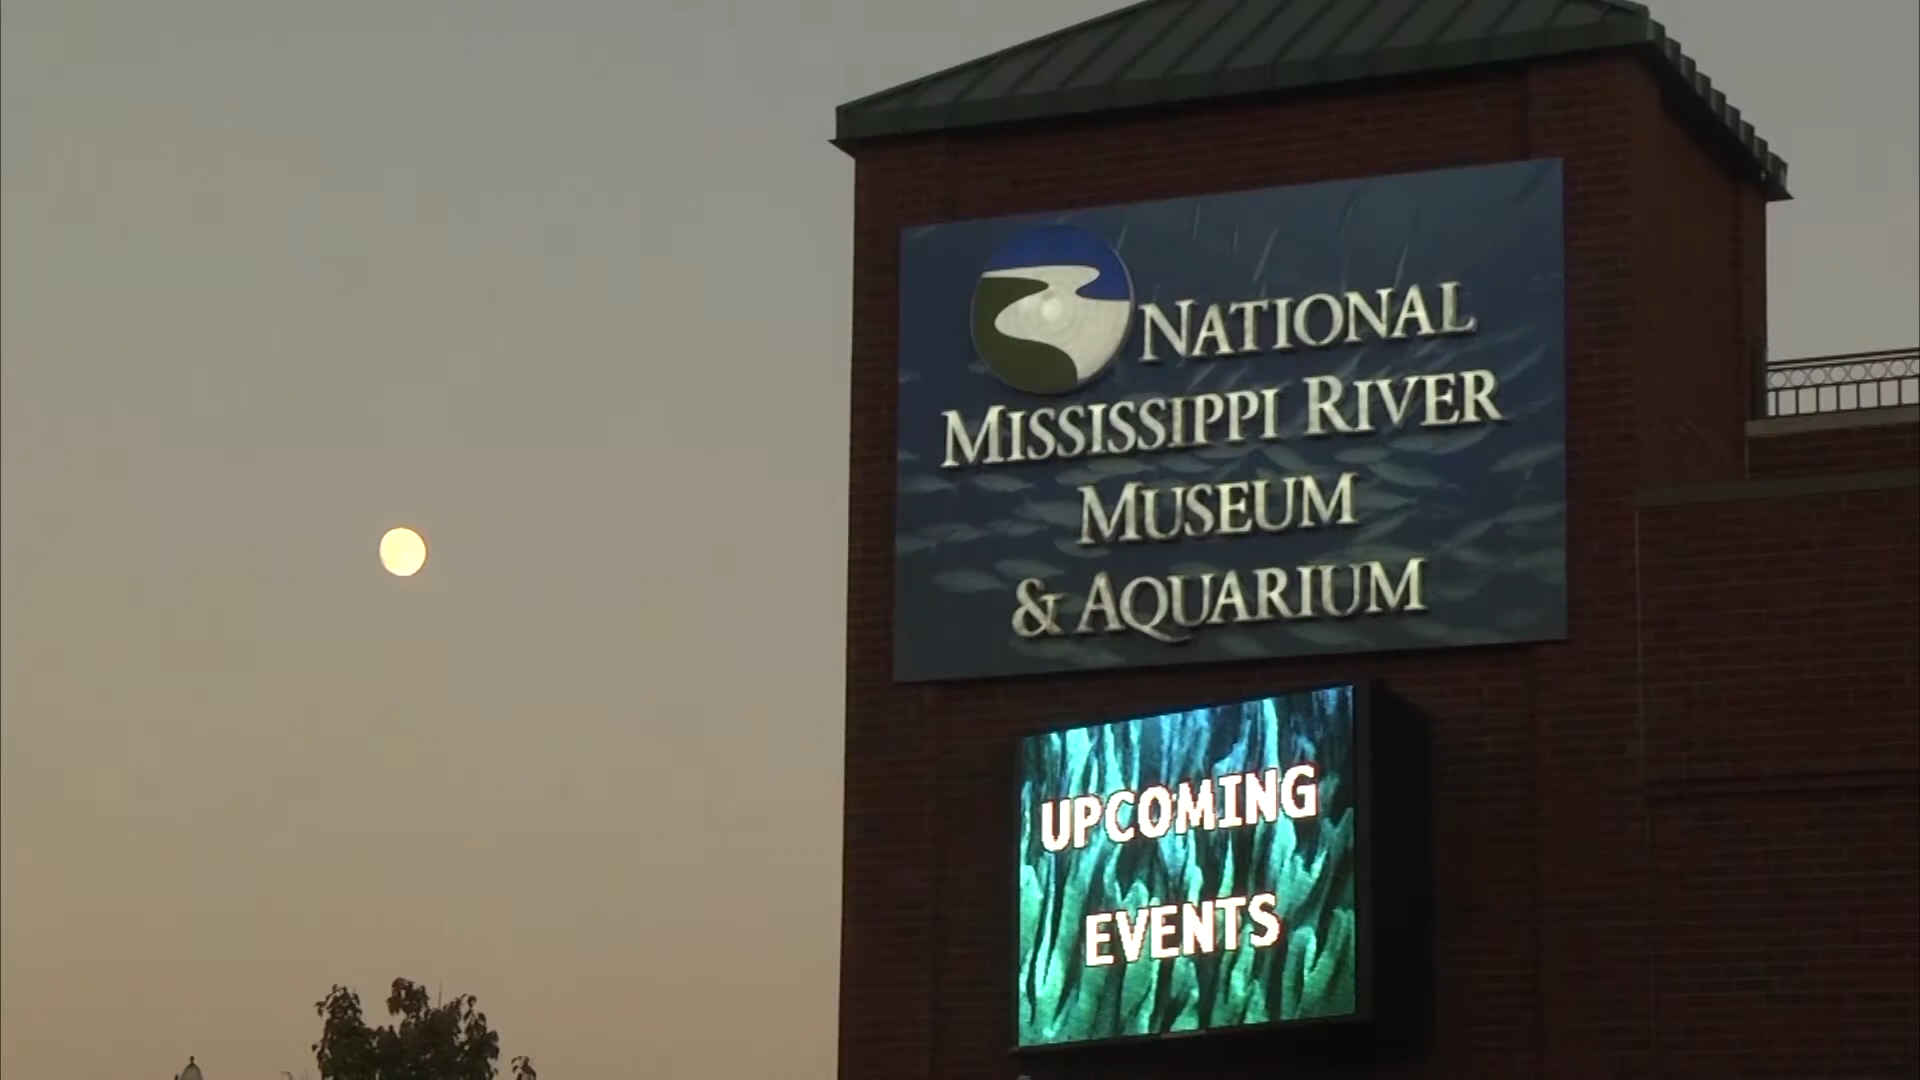 NATIONAL
MISSISSIPPI RIVER
MUSEUM
& AQUARIUM
UPCOMING
EVENTS